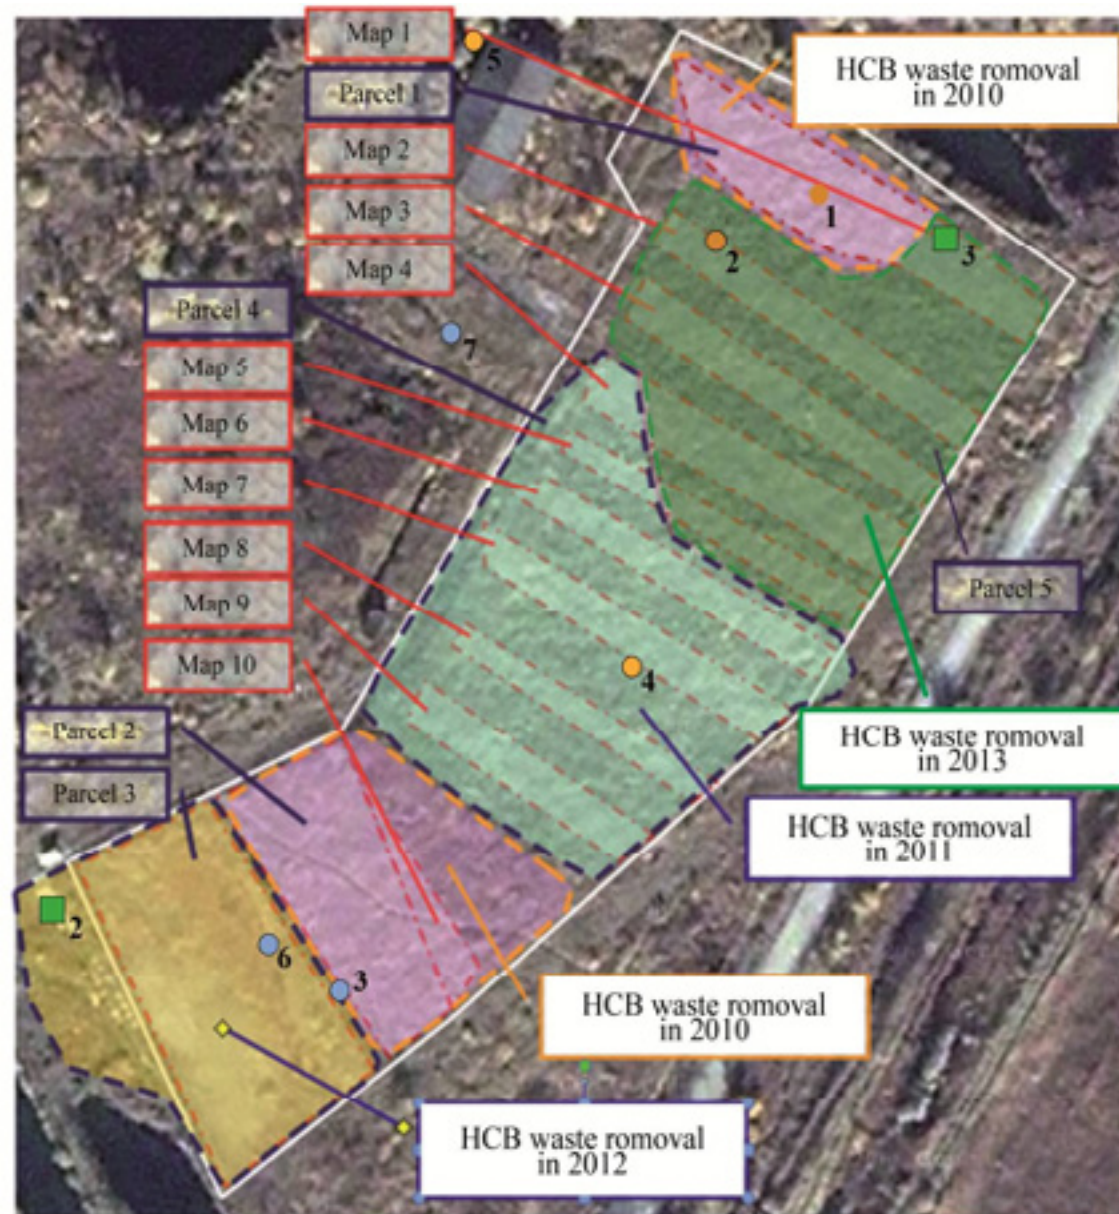 Map 1
5
HCB waste romoval
in 2010
Parcel 1
Map 2
1
Map 3
2
3
Map 4
Parcel 4
7
Map 5
Map 6
Map 7
Map 8
Parcel 5
Map 9
Map 10
4
Parcel 2
HCB waste romoval
in 2013
Parcel 3
HCB waste romoval
in 2011
2
6
3
HCB waste romoval
in 2010
HCB waste romoval
in 2012